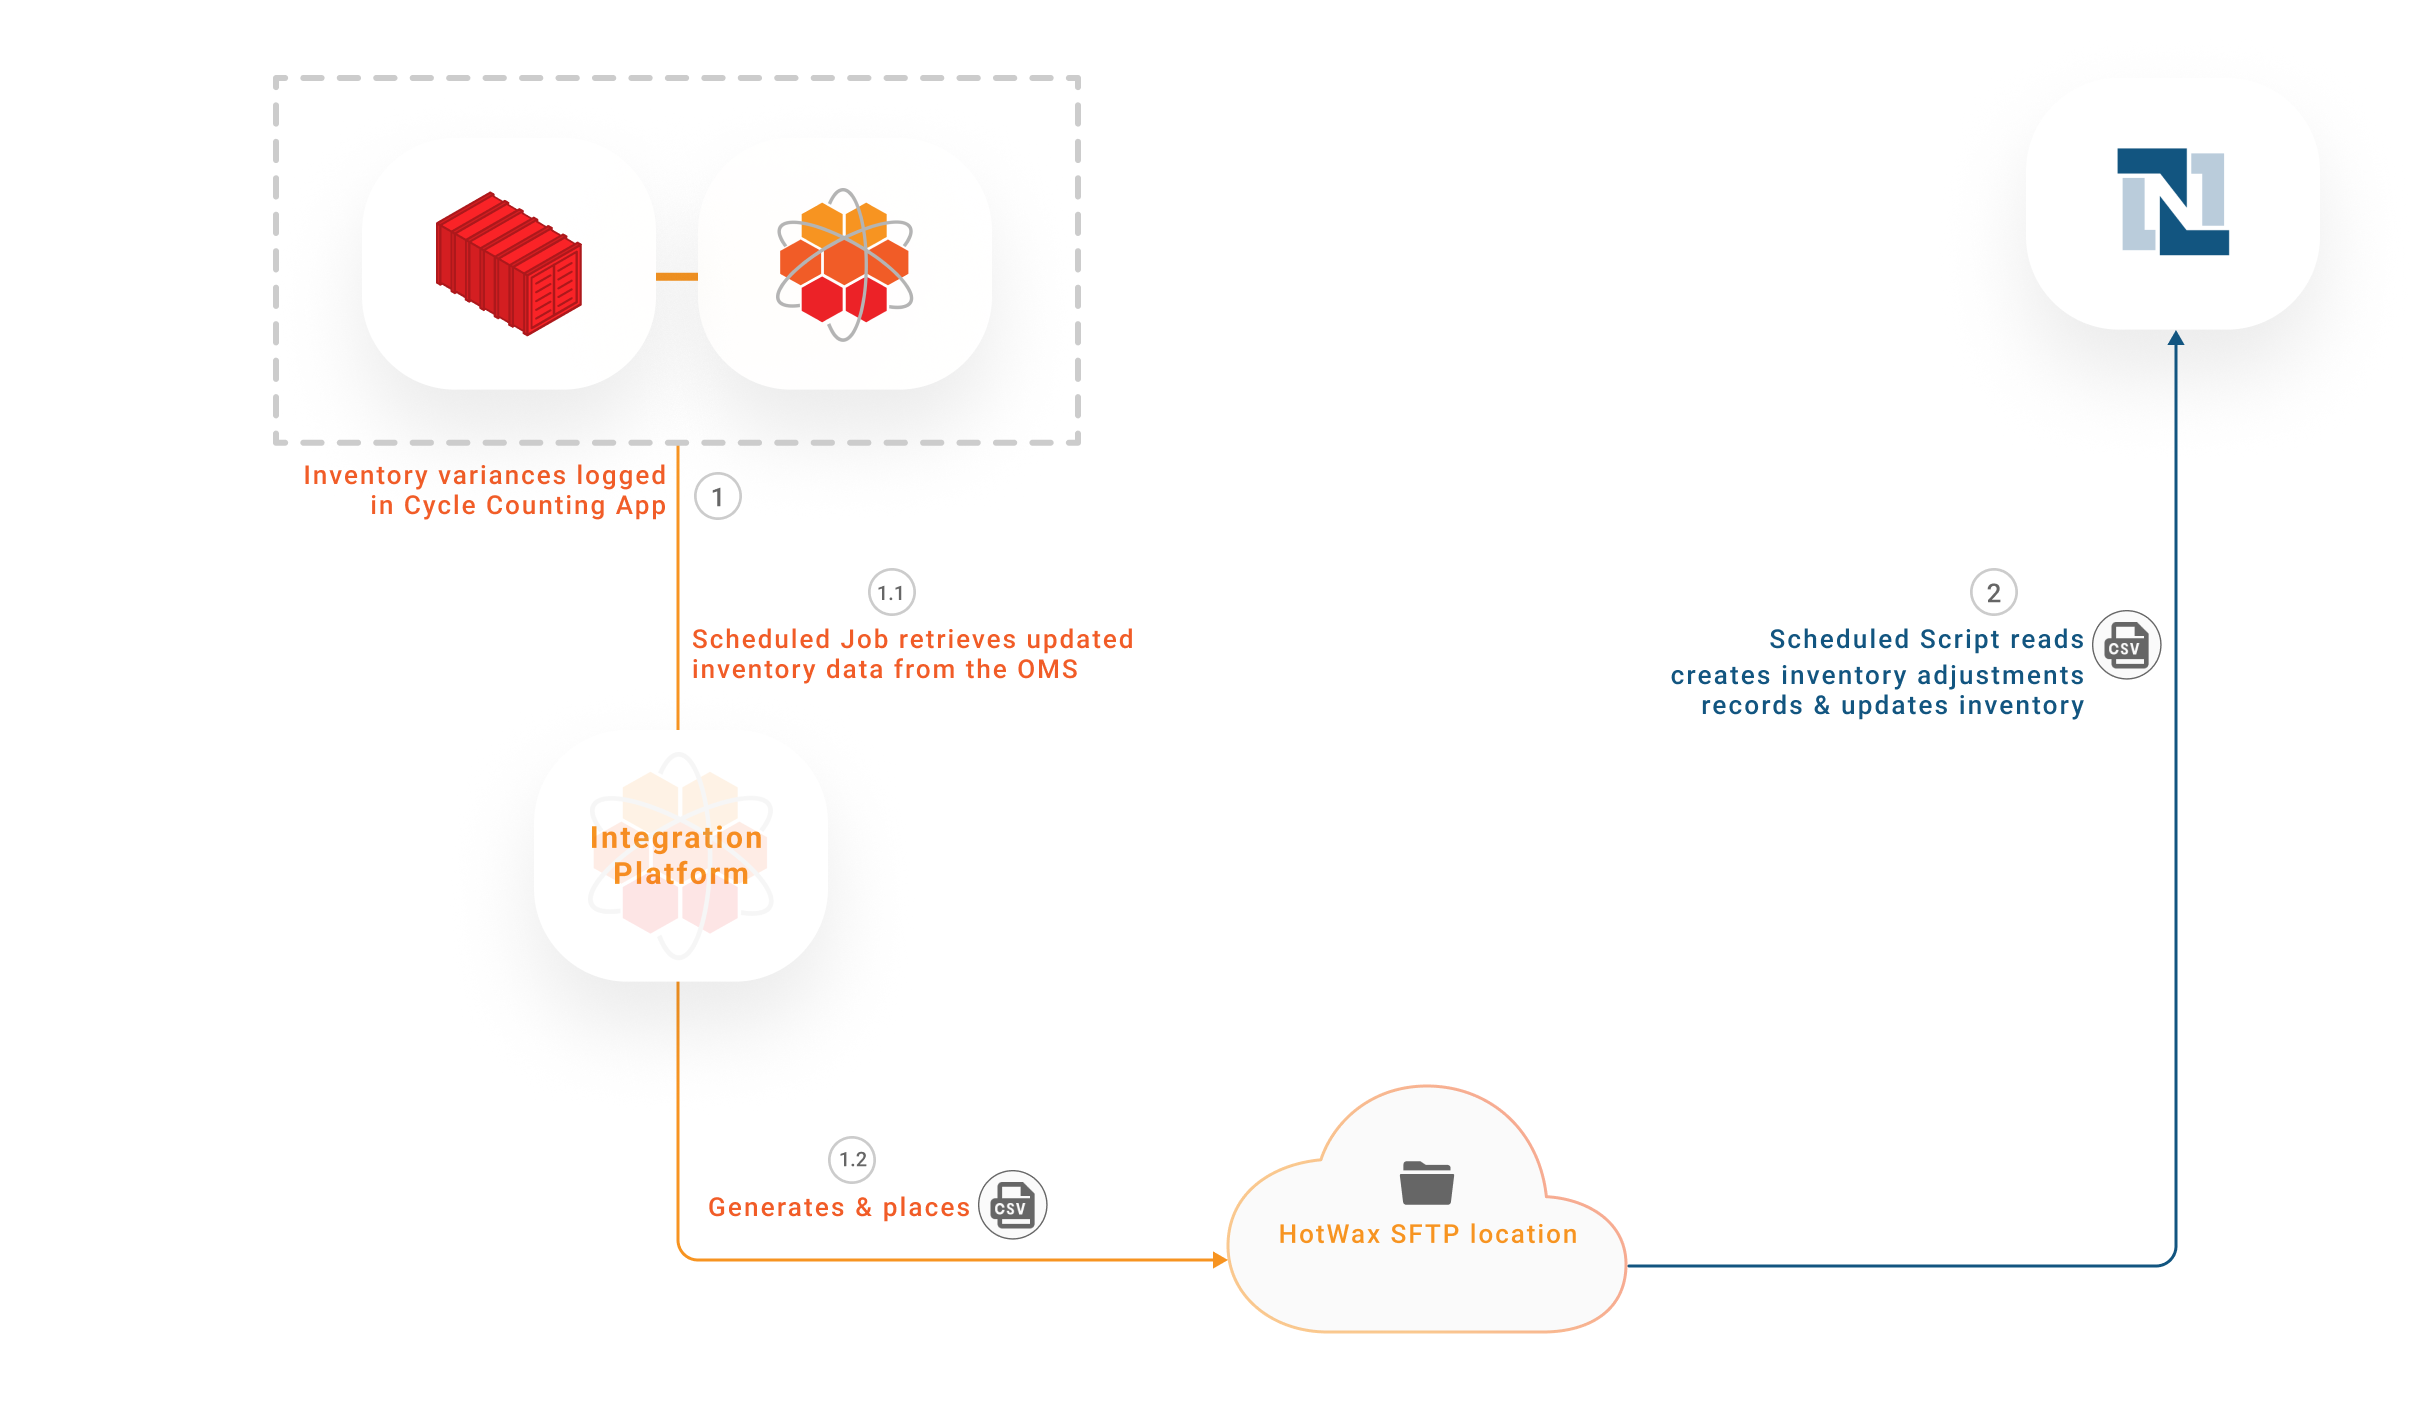 Inventory variances logged
in Cycle Counting App
1
1.1
Scheduled Job retrieves updated
inventory data from the OMS
Integration
Platform
1.2
Generates & places
CSV
HotWax SFTP location
2
Scheduled Script reads
CSV
creates inventory adjustments
records & updates inventory
N